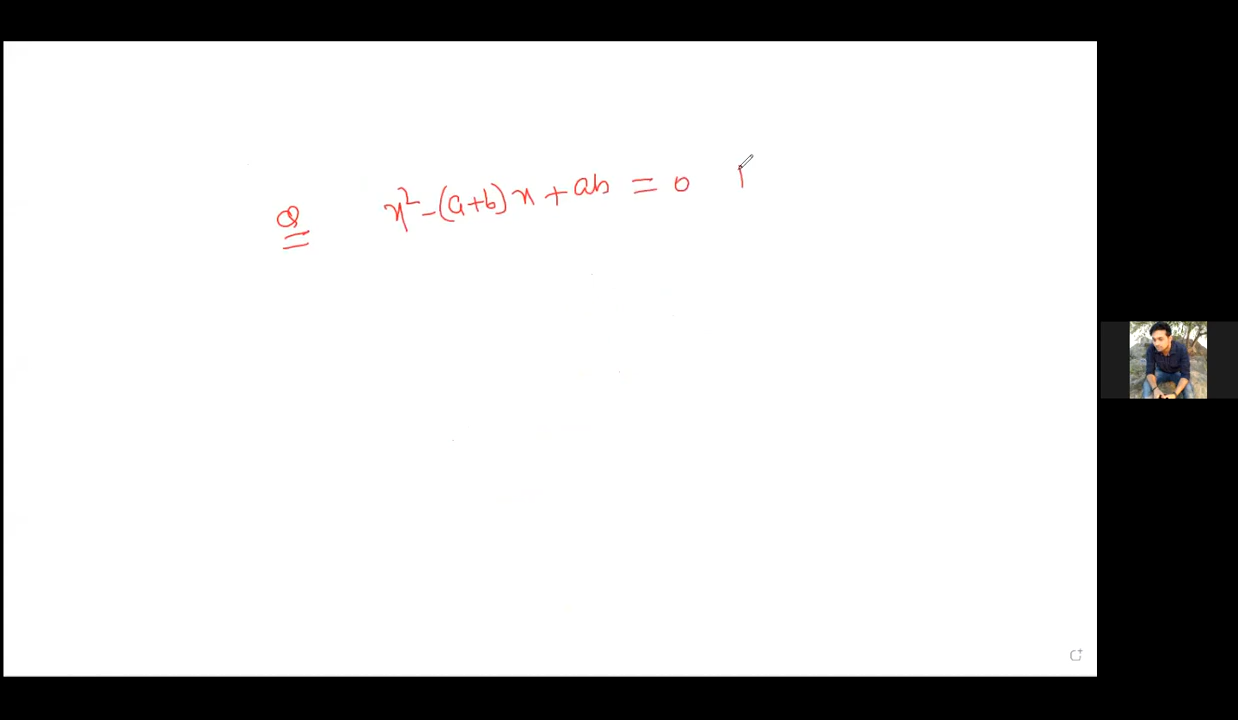 Q x² - (a+b)x + ab = 0